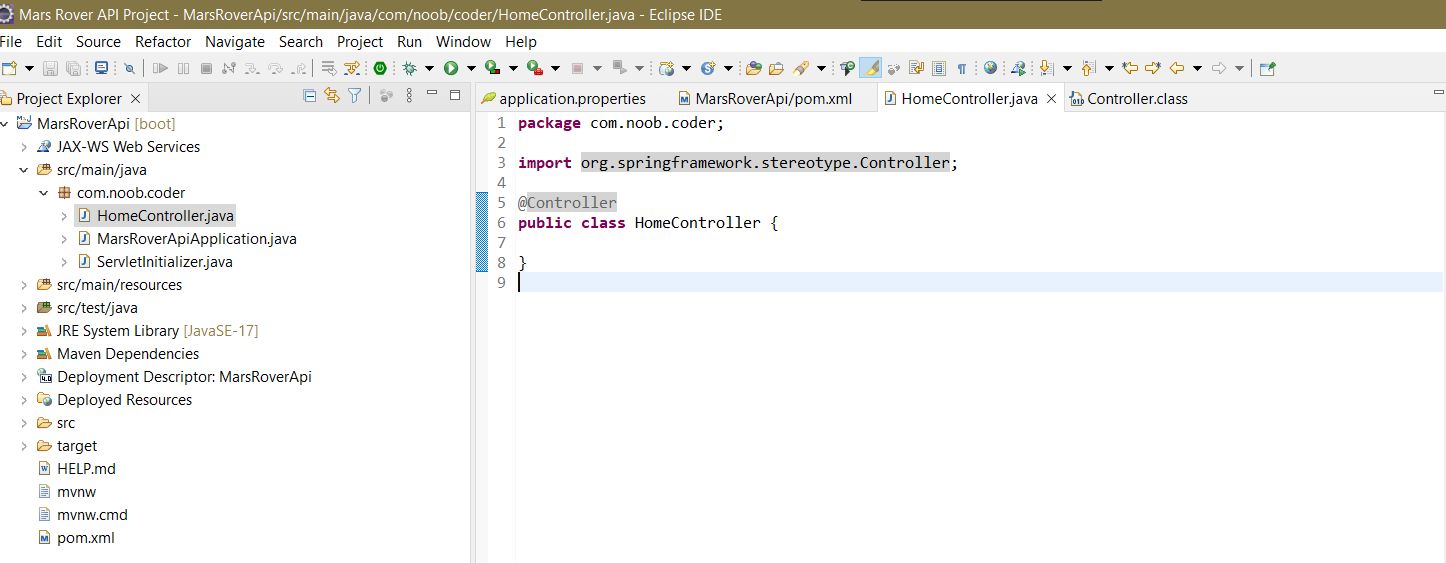 Mars Rover API Project - MarsRoverApi/src/main/java/com/noob/coder/HomeController.java - Eclipse IDE
File Edit Source Refactor Navigate Search Project Run Window Help
Project Explorer
MarsRoverApi [boot]
JAX-WS Web Services
src/main/java
com.noob.coder
HomeController.java
MarsRoverApiApplication.java
ServletInitializer.java
src/main/resources
src/test/java
JRE System Library [JavaSE-17]
Maven Dependencies
Deployment Descriptor: MarsRoverApi
Deployed Resources
src
target
HELP.md
mvnw
mvnw.cmd
pom.xml
application.properties MarsRoverApi/pom.xml HomeController.java Controller.class
1 package com.noob.coder;
2
3 import org.springframework.stereotype.Controller;
4
5 @Controller
6 public class HomeController {
7
8 }
9